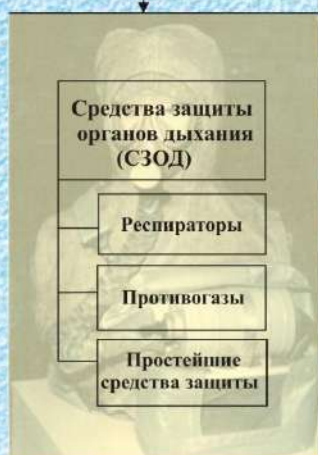 Средства защиты
органов дыхания
(СЗОД)
Респираторы
Противогазы
Простейшие
средства защиты